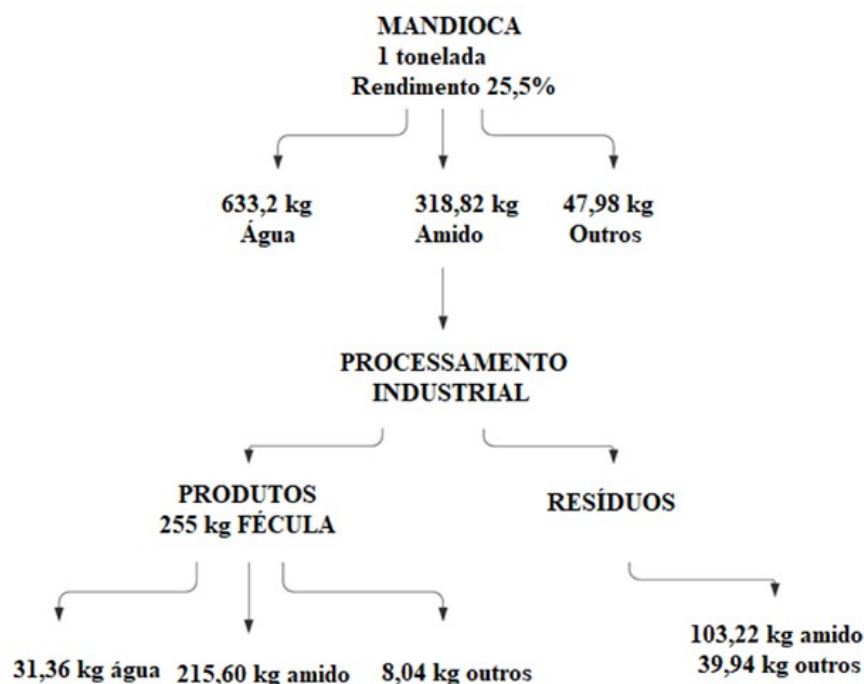 MANDIOCA
1 tonelada
Rendimento 25,5%
633,2 kg
Água
318,82 kg
Amido
47,98 kg
Outros
PROCESSAMENTO
INDUSTRIAL
PRODUTOS
255 kg FÉCULA
RESÍDUOS
31,36 kg água
215,60 kg amido
8,04 kg outros
103,22 kg amido
39,94 kg outros